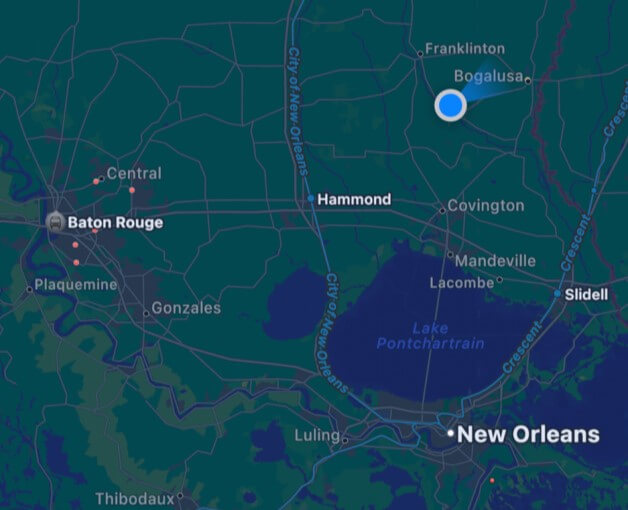 Franklinton
Bogalusa
City of New Orleans
Crescent
Central
Hammond
Covington
Baton Rouge
Mandeville
Lacombe
Crescent
Plaquemine
Slidell
Gonzales
City of New Orleans
Lake
Pontchartrain
Crescent
Luling
New Orleans
Thibodaux